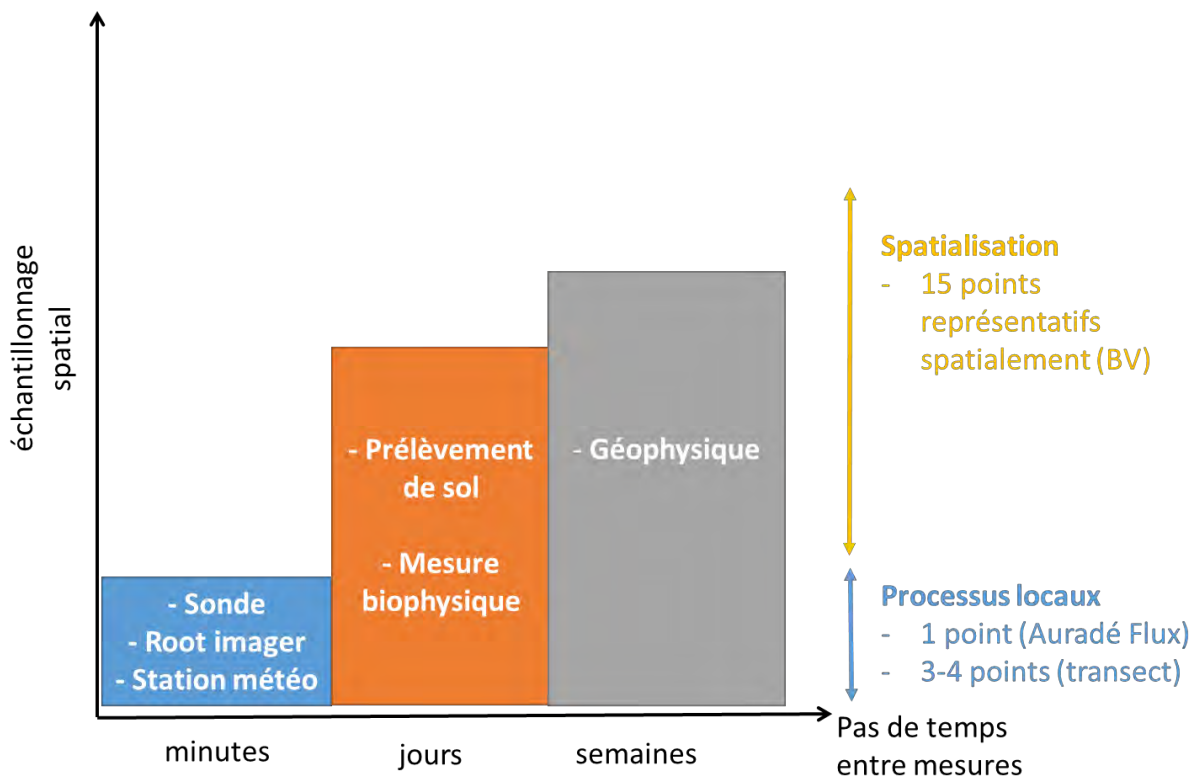 échantillonnage
spatial
- Sonde
- Root imager
- Station météo
- Prélèvement
de sol
- Mesure
biophysique
- Géophysique
minutes
jours
semaines
Pas de temps
entre mesures
Spatialisation
- 15 points
représentatifs
spatialement (BV)
Processus locaux
- 1 point (Auradé Flux)
- 3-4 points (transect)